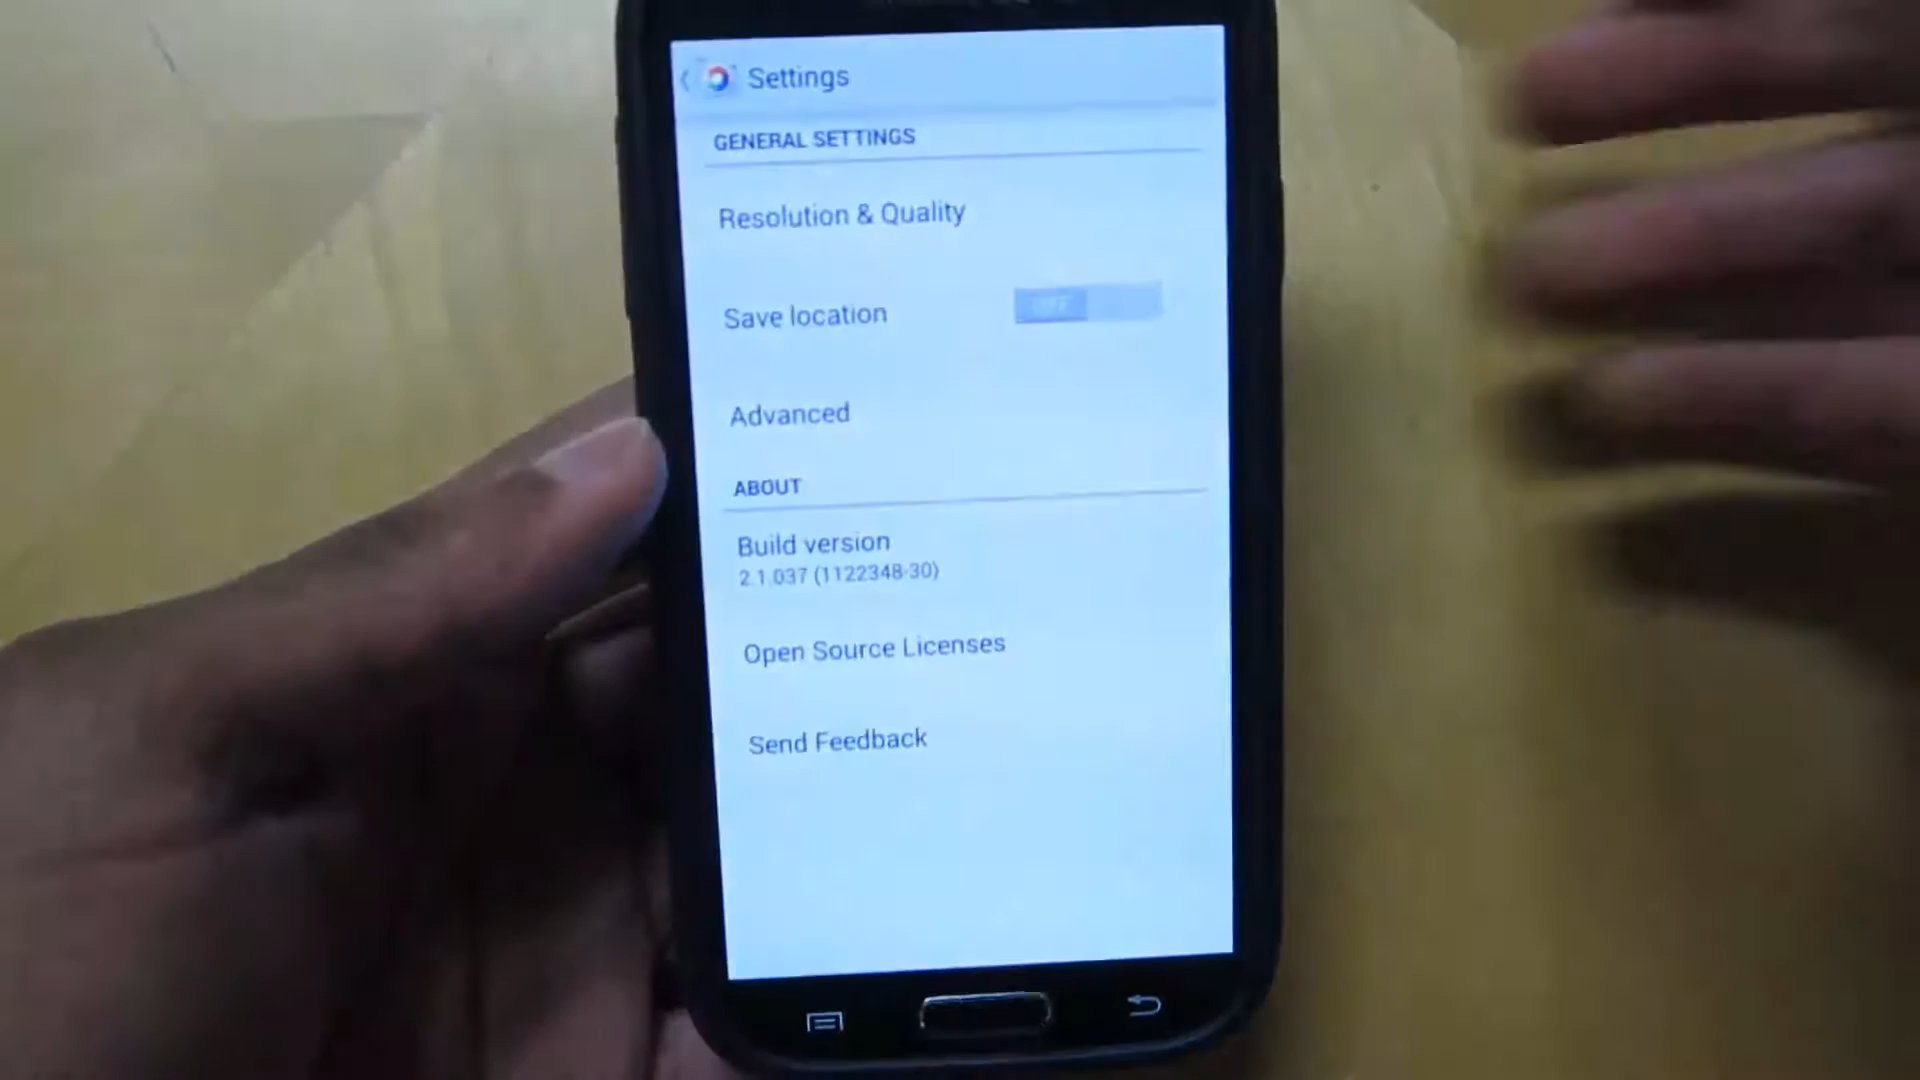 Settings
GENERAL SETTINGS
Resolution & Quality
Save location
OFF
Advanced
ABOUT
Build version
2.1.037 (1122348-30)
Open Source Licenses
Send Feedback